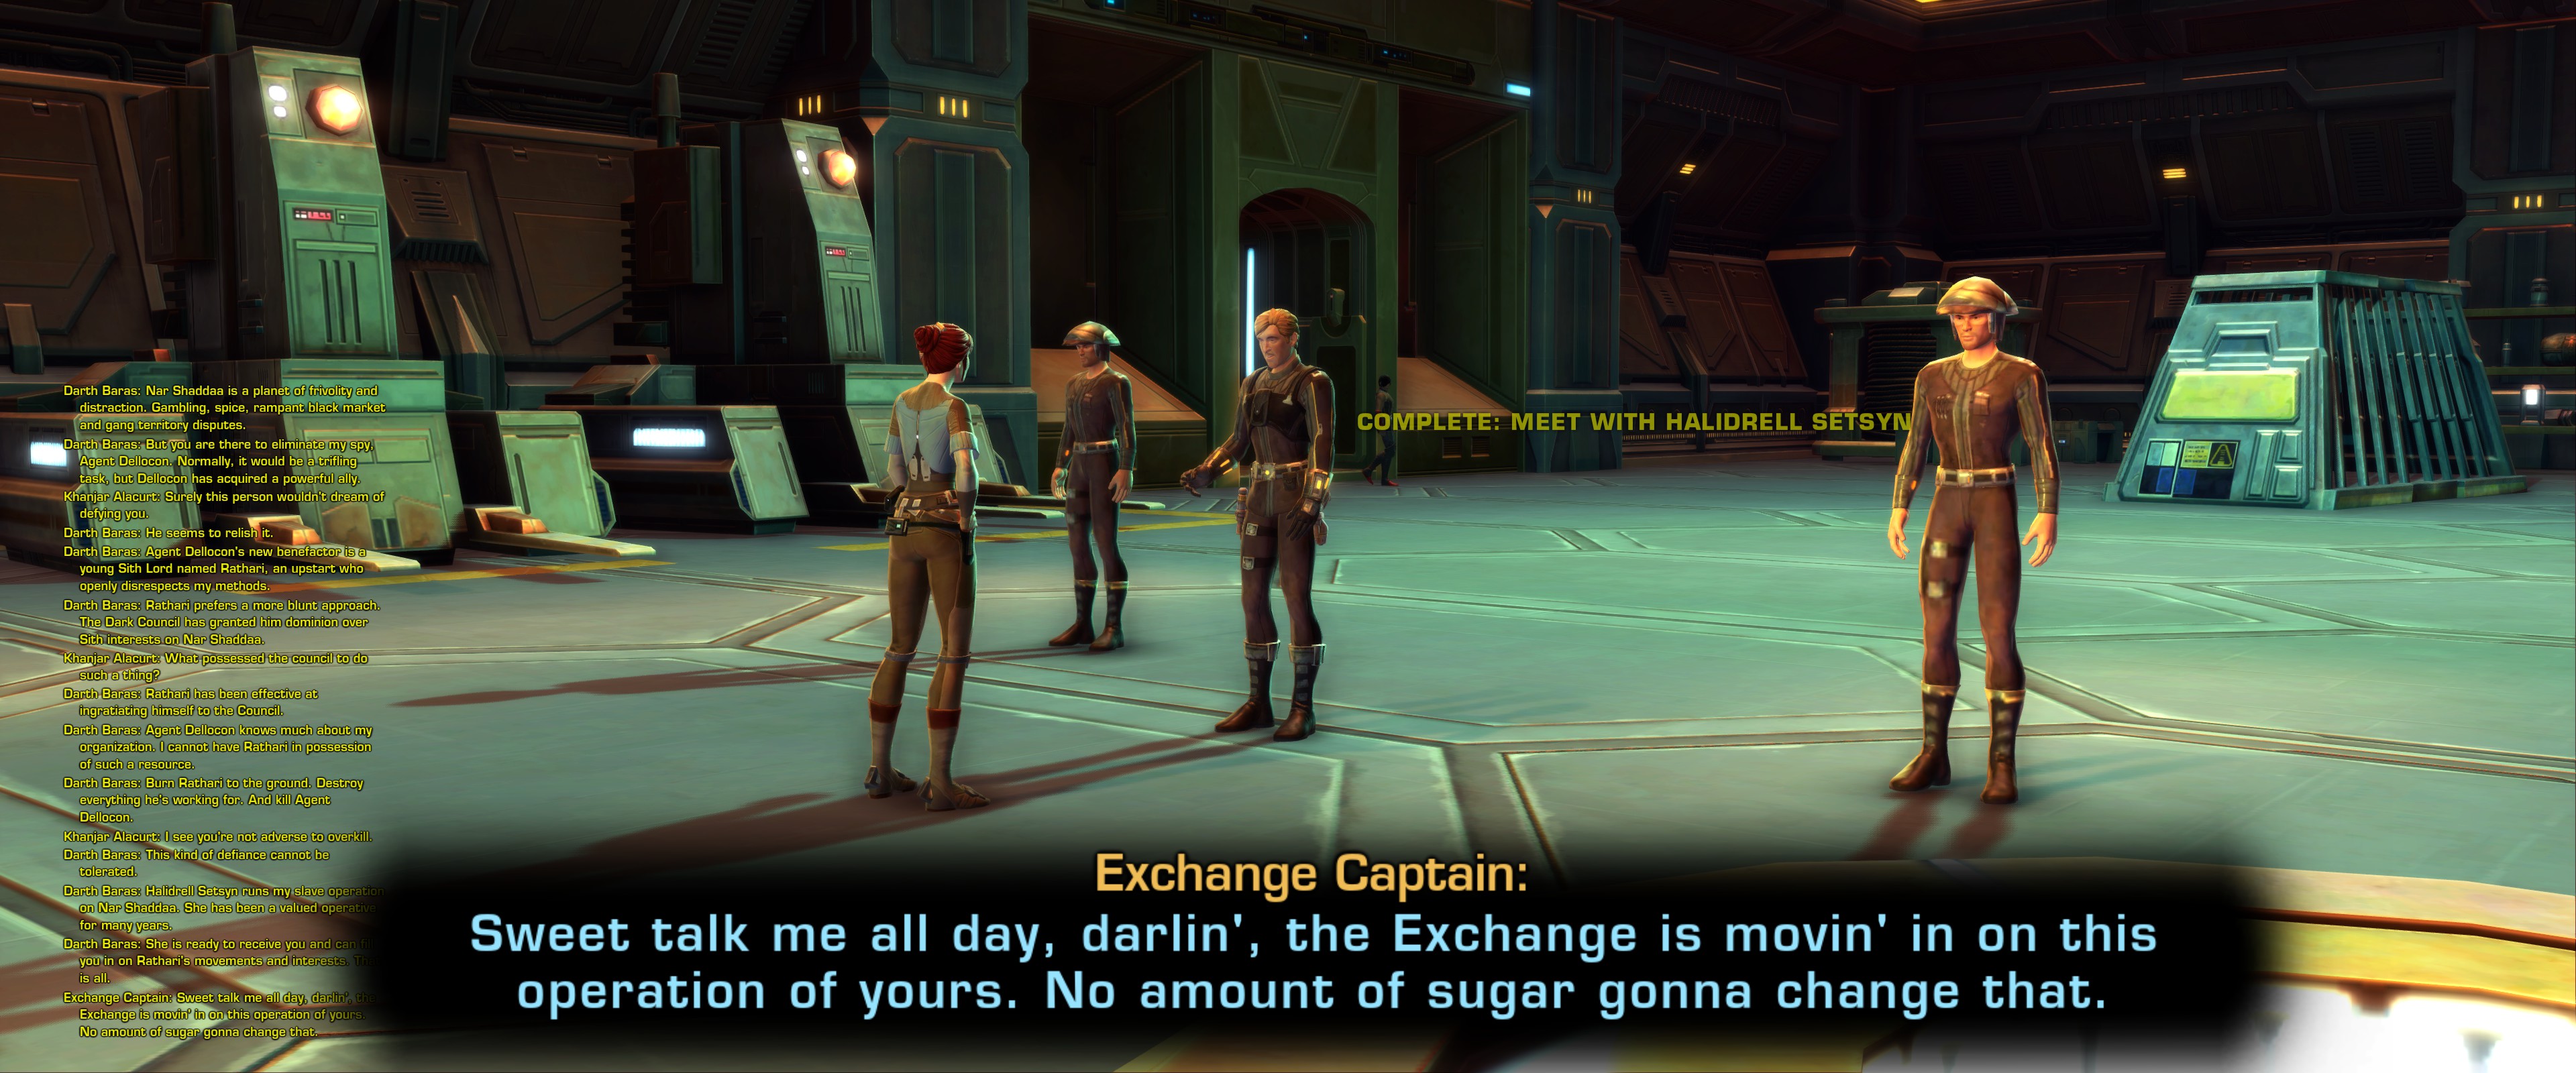 Darth Baras: Nar Shaddaa is a planet of frivolity and
distraction. Gambling, spice, rampant black market
and gang territory disputes.
Darth Baras: But you are there to eliminate my spy,
Agent Dellocon. Normally, it would be a trifling
task, but Dellocon has acquired a powerful ally.
Khanjar Alacurt: Surely this person wouldn't dream of
defying you.
Darth Baras: He seems to relish it.
Darth Baras: Agent Dellocon's new benefactor is a
young Sith Lord named Rathari, an upstart who
openly disrespects my methods.
Darth Baras: Rathari prefers a more blunt approach.
The Dark Council has granted him dominion over
Sith interests on Nar Shaddaa.
Khanjar Alacurt: What possessed the council to do
such a thing?
Darth Baras: Rathari has been effective at
ingratiating himself to the Council.
Darth Baras: Agent Dellocon knows much about my
organization. I cannot have Rathari in possession
of such a resource.
Darth Baras: Burn Rathari to the ground. Destroy
everything he's working for. And kill Agent
Dellocon.
Khanjar Alacurt: I see you're not adverse to overkill.
Darth Baras: This kind of defiance cannot be
tolerated.
Darth Baras: Halidrell Setsyn runs my slave operation
on Nar Shaddaa. She has been a valued operative
for many years.
Darth Baras: She is ready to receive you and can
you in on Rathari's movements and interests.
is all.
Exchange Captain: Sweet talk me all day, darlin', the
Exchange is movin' in on this operation of yours.
No amount of sugar gonna change that.
COMPLETE: MEET WITH HALIDRELL SETSYN
Exchange Captain:
Sweet talk me all day, darlin', the Exchange is movin' in on this
operation of yours. No amount of sugar gonna change that.